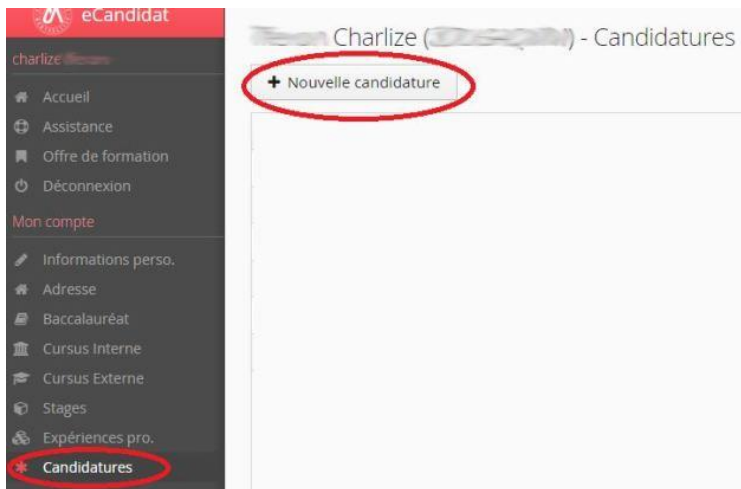 eCandidat
charlize
Accueil
Assistance
Offre de formation
Déconnexion
Mon compte
Informations perso.
Adresse
Baccalauréat
Cursus Interne
Cursus Externe
Stages
Expériences pro.
Candidatures
Charlize ( ) - Candidatures
+ Nouvelle candidature